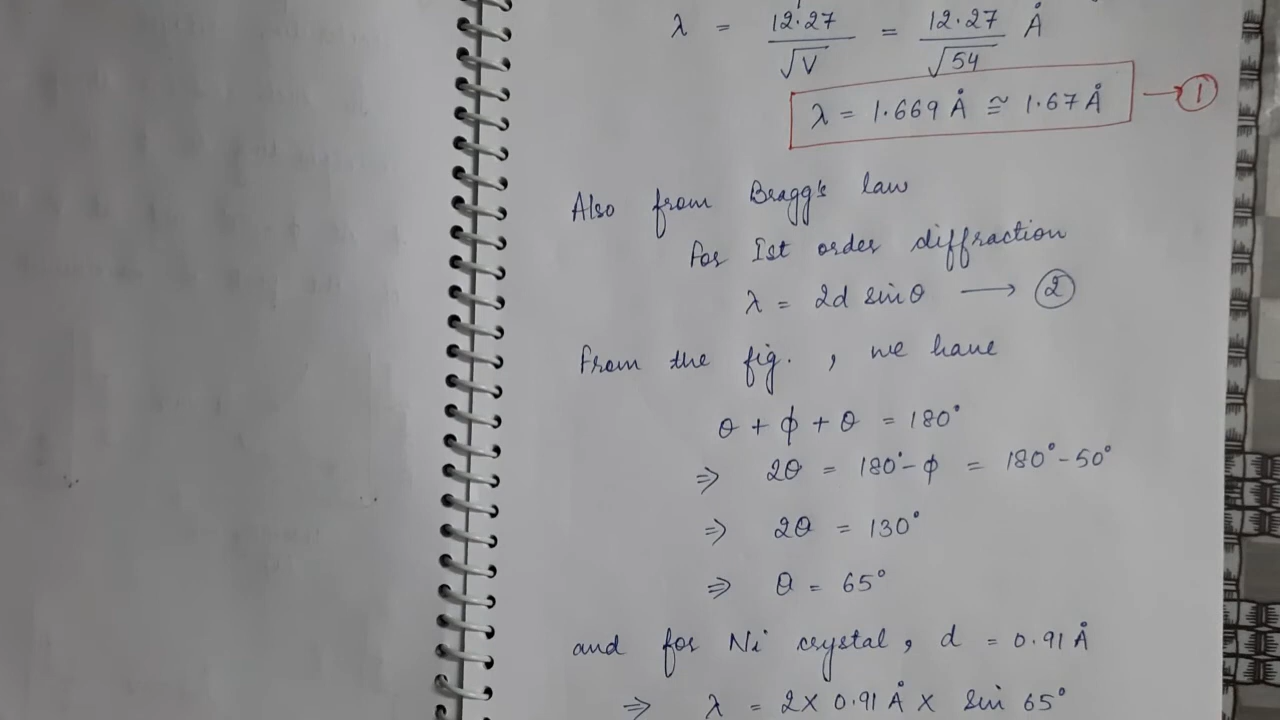 λ = 12.27/√V = 12.27/√54 Å
λ = 1.669 Å ≅ 1.67 Å → ①
Also from Bragg's law
for Ist order diffraction
λ = 2d sinθ → ②
From the fig. , we have
θ + ϕ + θ = 180°
⇒ 2θ = 180° - ϕ = 180° - 50°
⇒ 2θ = 130°
⇒ θ = 65°
and for Ni crystal, d = 0.91 Å
⇒ λ = 2 X 0.91 Å X sin 65°